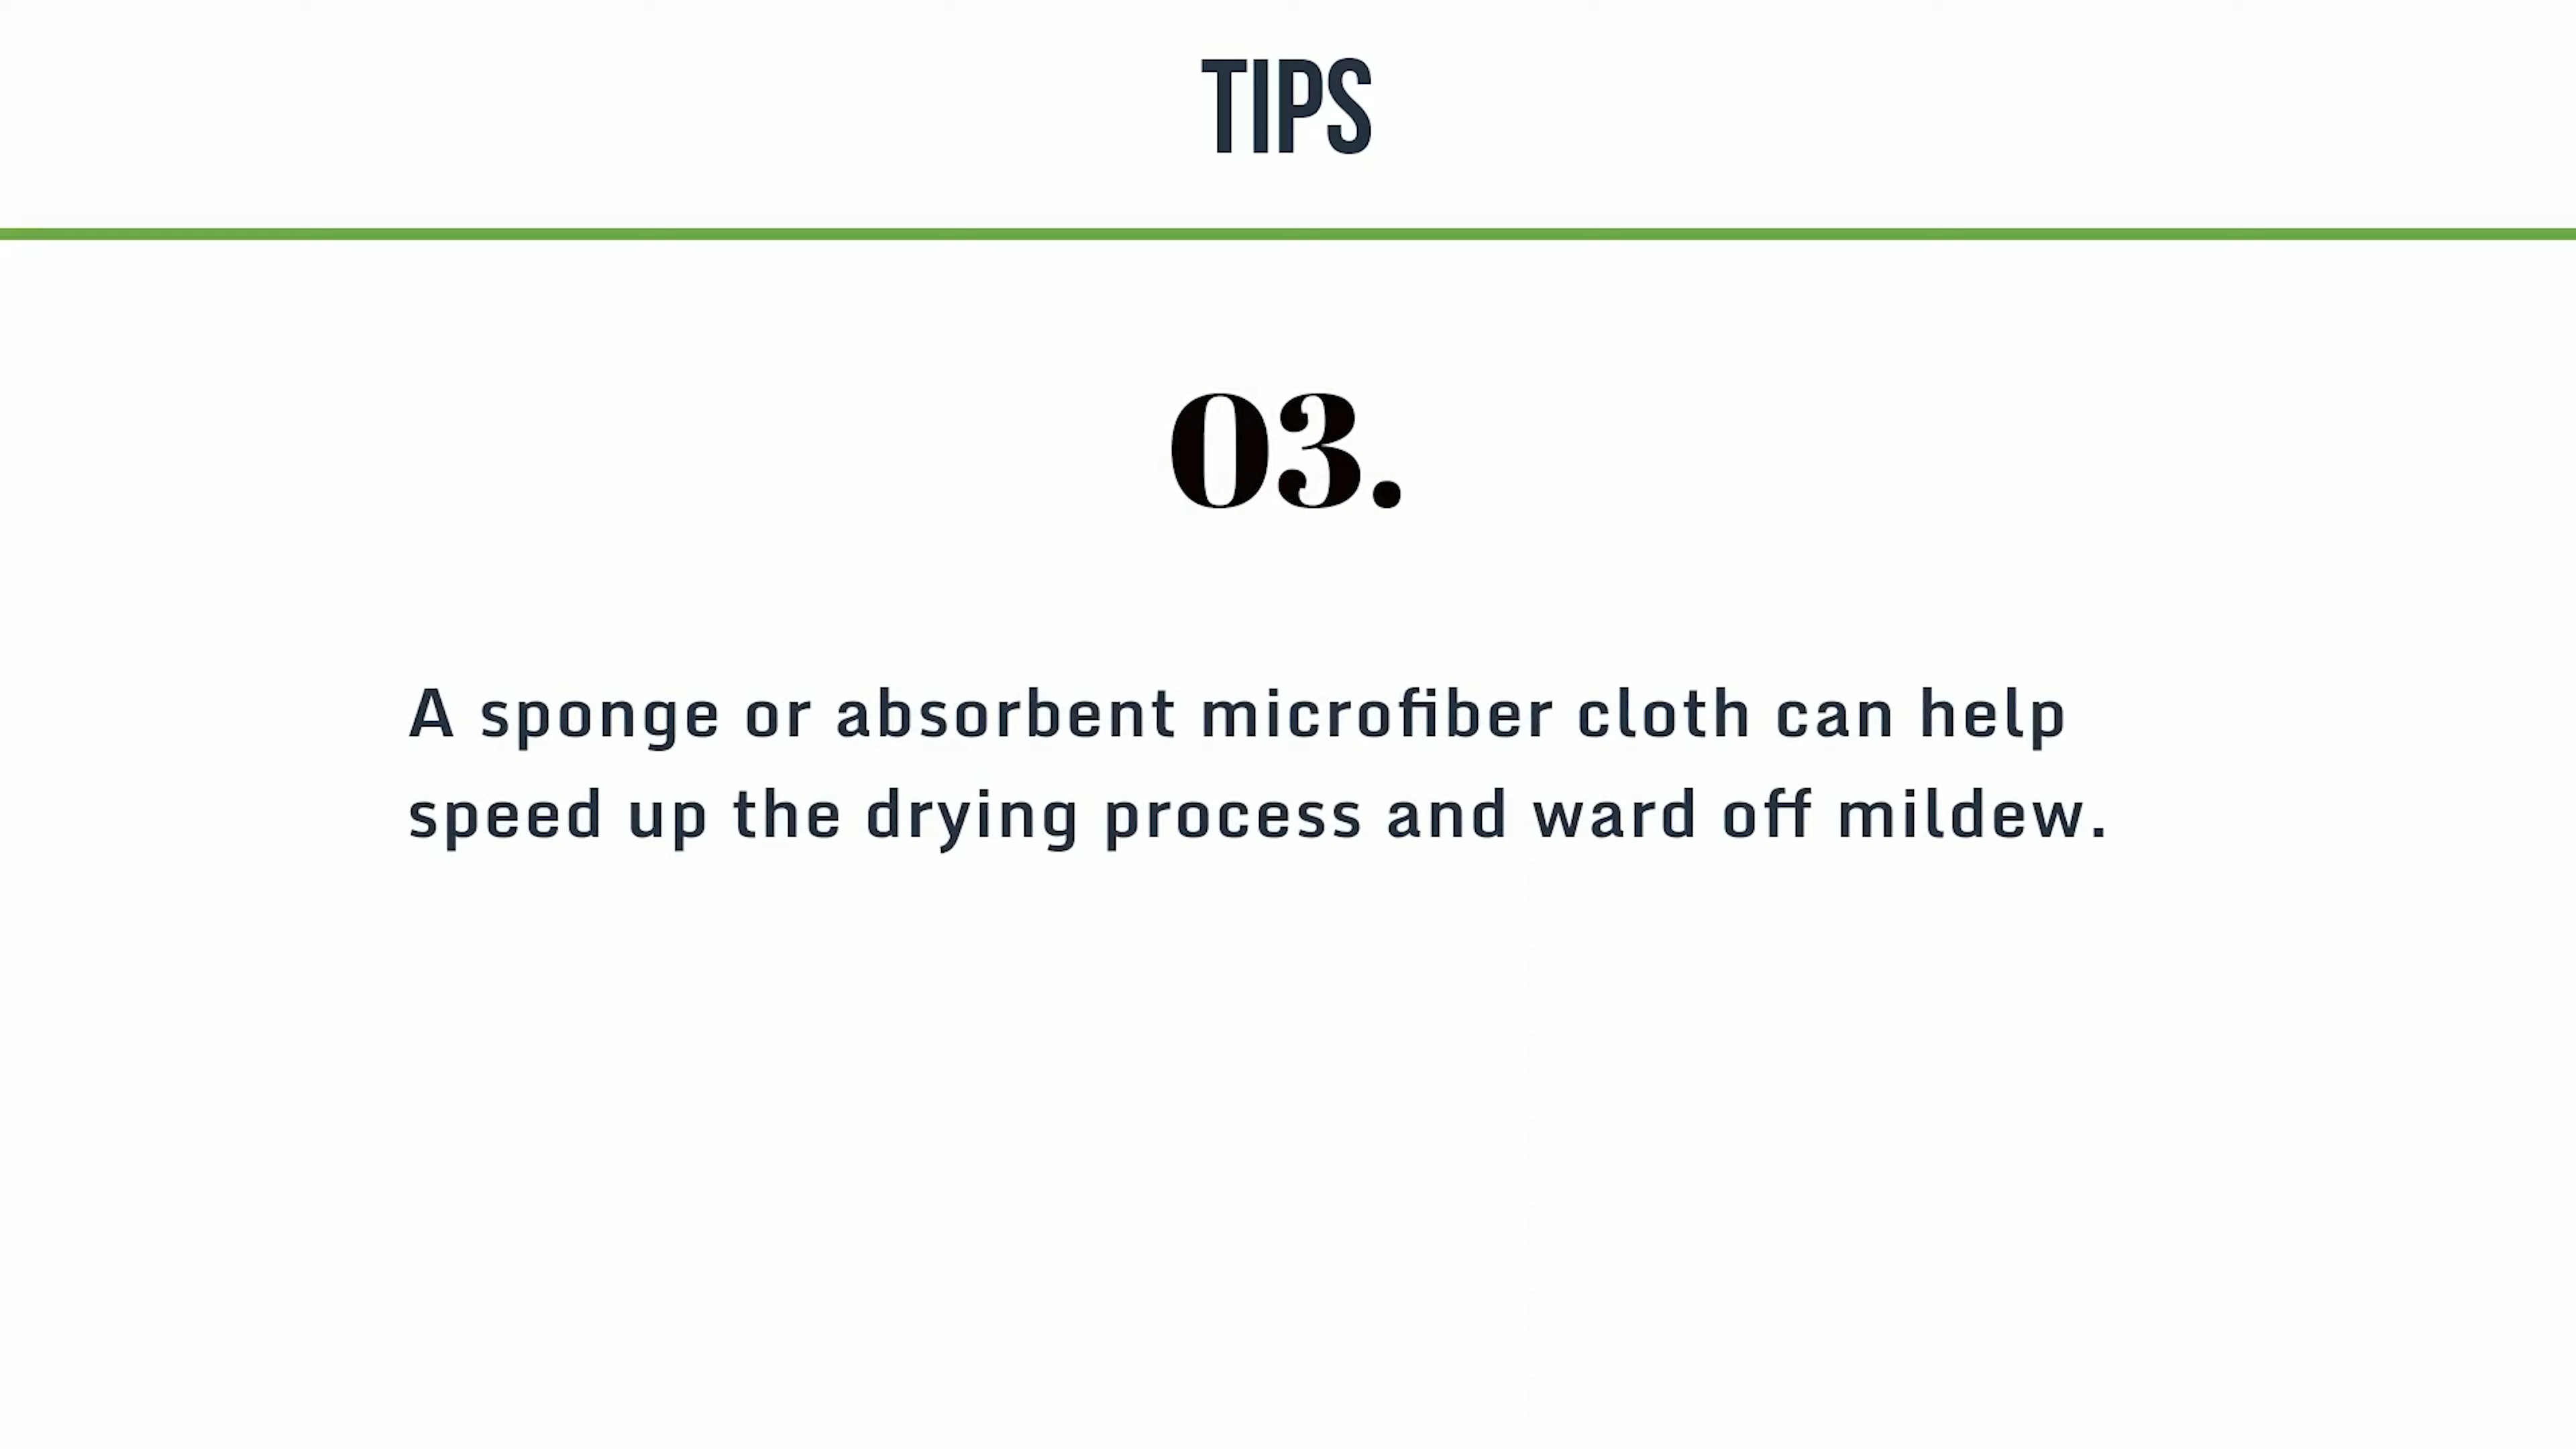 TIPS
03.
A sponge or absorbent microfiber cloth can help
speed up the drying process and ward off mildew.